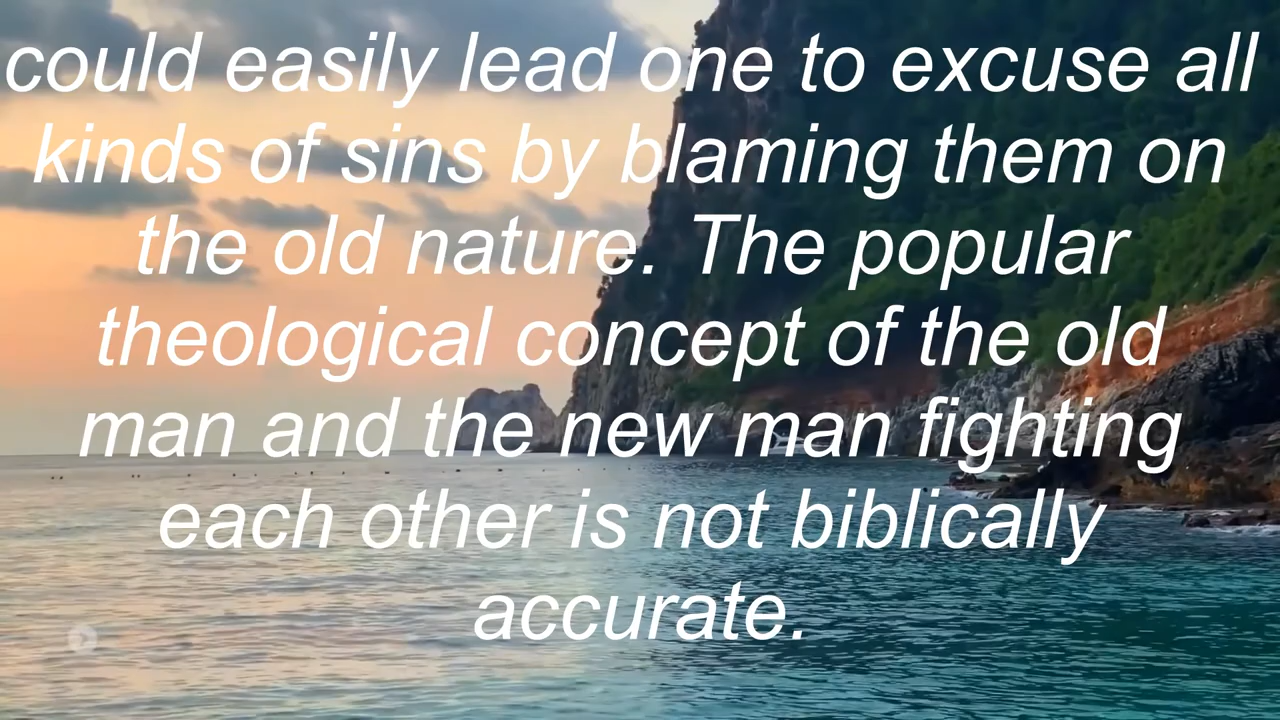 could easily lead one to excuse all
kinds of sins by blaming them on
the old nature. The popular
theological concept of the old
man and the new man fighting
each other is not biblically
accurate.